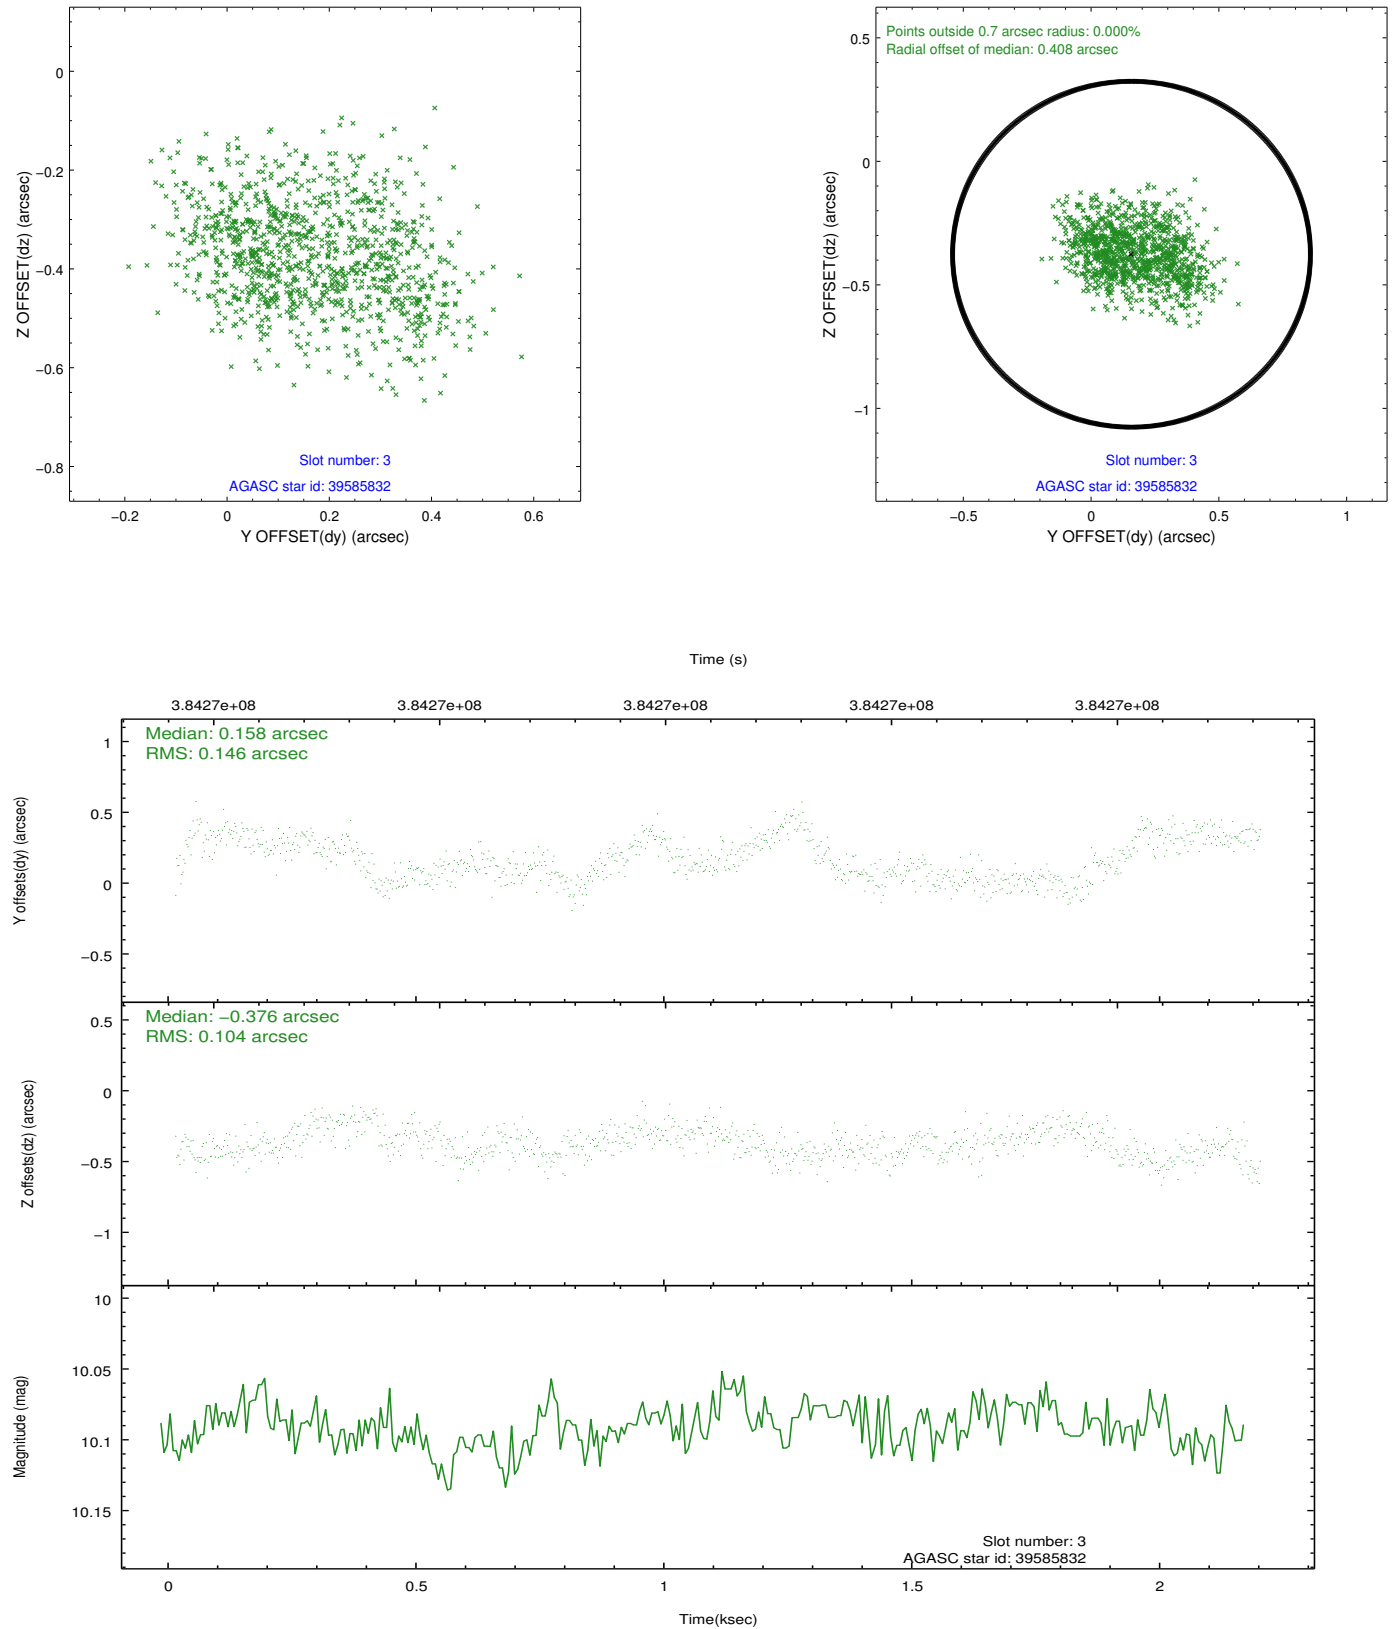 0
−0.2
−0.4
−0.6
−0.8
Z OFFSET(dz) (arcsec)
Slot number: 3
AGASC star id: 39585832
−0.2 0 0.2 0.4 0.6
Y OFFSET(dy) (arcsec)
Points outside 0.7 arcsec radius: 0.000%
Radial offset of median: 0.408 arcsec
0.5
0
−0.5
−1
Z OFFSET(dz) (arcsec)
Slot number: 3
AGASC star id: 39585832
−0.5 0 0.5 1
Y OFFSET(dy) (arcsec)
Time (s)
3.8427e+08 3.8427e+08 3.8427e+08 3.8427e+08 3.8427e+08
Median: 0.158 arcsec
RMS: 0.146 arcsec
1
0.5
0
−0.5
Y offsets(dy) (arcsec)
Median: −0.376 arcsec
RMS: 0.104 arcsec
0.5
0
−0.5
−1
Z offsets(dz) (arcsec)
10
10.05
10.1
10.15
Magnitude (mag)
Slot number: 3
AGASC star id: 39585832
0 0.5 1 1.5 2
Time(ksec)